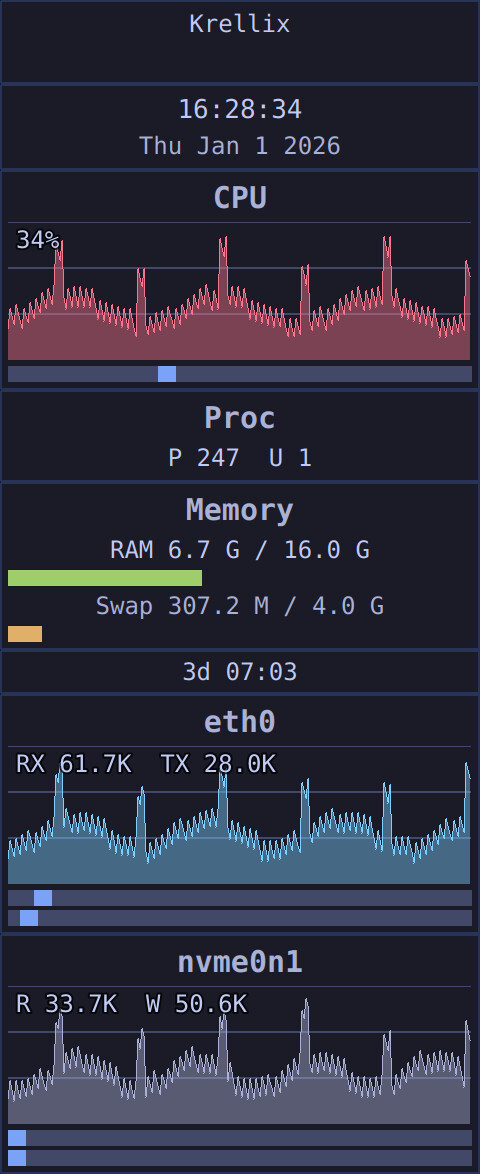 Krellix
16:28:34
Thu Jan 1 2026
CPU
34%
Proc
P 247  U 1
Memory
RAM 6.7 G / 16.0 G
Swap 307.2 M / 4.0 G
3d 07:03
eth0
RX 61.7K  TX 28.0K
nvme0n1
R 33.7K  W 50.6K